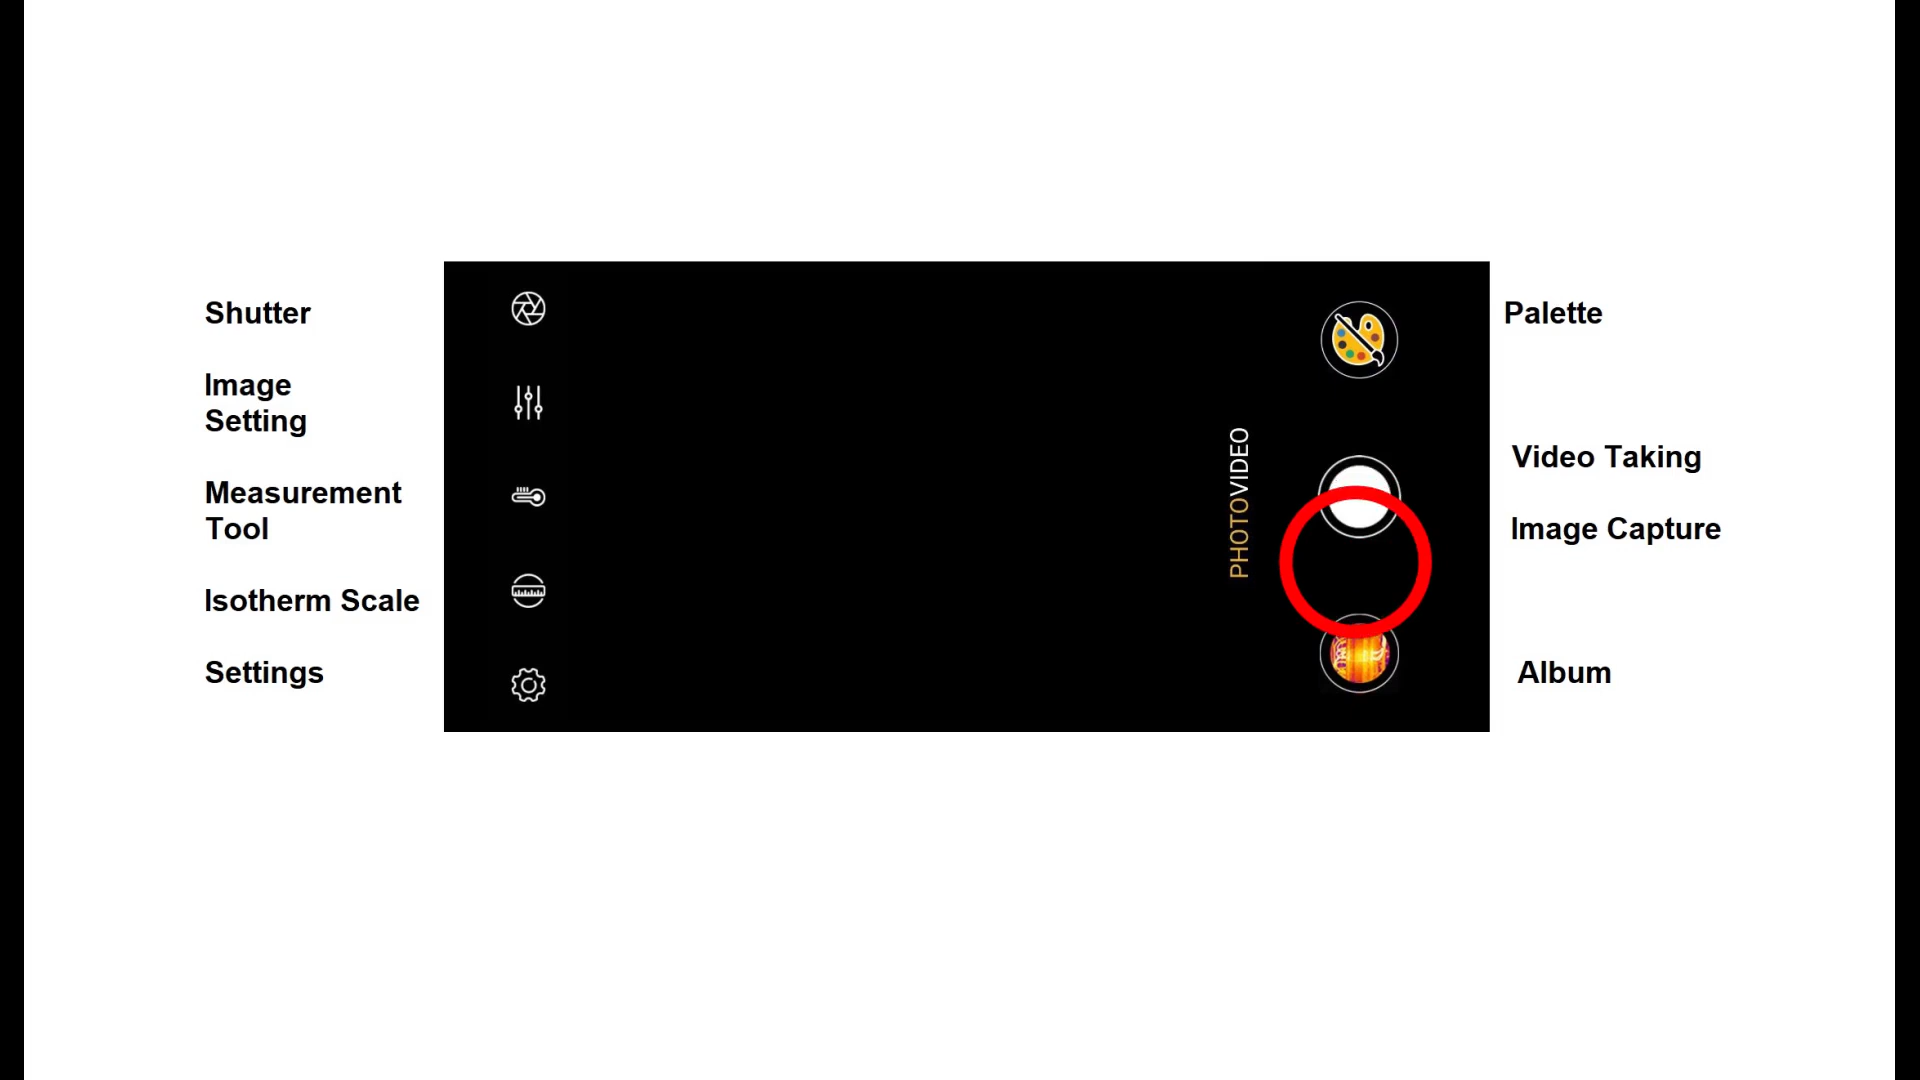 Shutter
Image
Setting
Measurement
Tool
Isotherm Scale
Settings
PHOTO VIDEO
Palette
Video Taking
Image Capture
Album